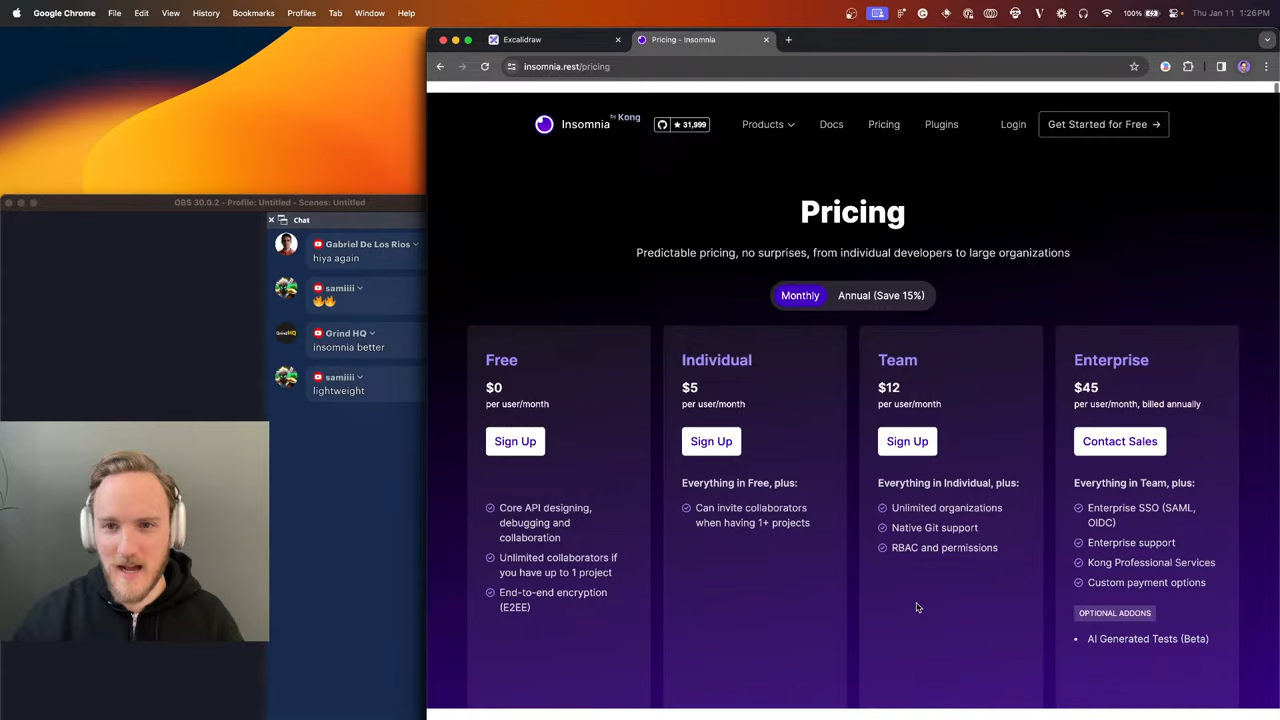 Google Chrome File Edit View History Bookmarks Profiles Tab Window Help
100% Thu Jan 11 1:26 PM
Excalidraw
Pricing - Insomnia
insomnia.rest/pricing
OBS 30.0.2 - Profile: Untitled - Scenes: Untitled
Chat
Gabriel De Los Rios
hiya again
samiiii
🔥🔥
GrindHQ
Grind HQ
insomnia better
samiiii
lightweight
Insomnia by Kong
31,999
Products Docs Pricing Plugins
Login Get Started for Free →
Pricing
Predictable pricing, no surprises, from individual developers to large organizations
Monthly Annual (Save 15%)
Free
$0
per user/month
Sign Up
Core API designing,
debugging and
collaboration
Unlimited collaborators if
you have up to 1 project
End-to-end encryption
(E2EE)
Individual
$5
per user/month
Sign Up
Everything in Free, plus:
Can invite collaborators
when having 1+ projects
Team
$12
per user/month
Sign Up
Everything in Individual, plus:
Unlimited organizations
Native Git support
RBAC and permissions
Enterprise
$45
per user/month, billed annually
Contact Sales
Everything in Team, plus:
Enterprise SSO (SAML,
OIDC)
Enterprise support
Kong Professional Services
Custom payment options
OPTIONAL ADDONS
• AI Generated Tests (Beta)